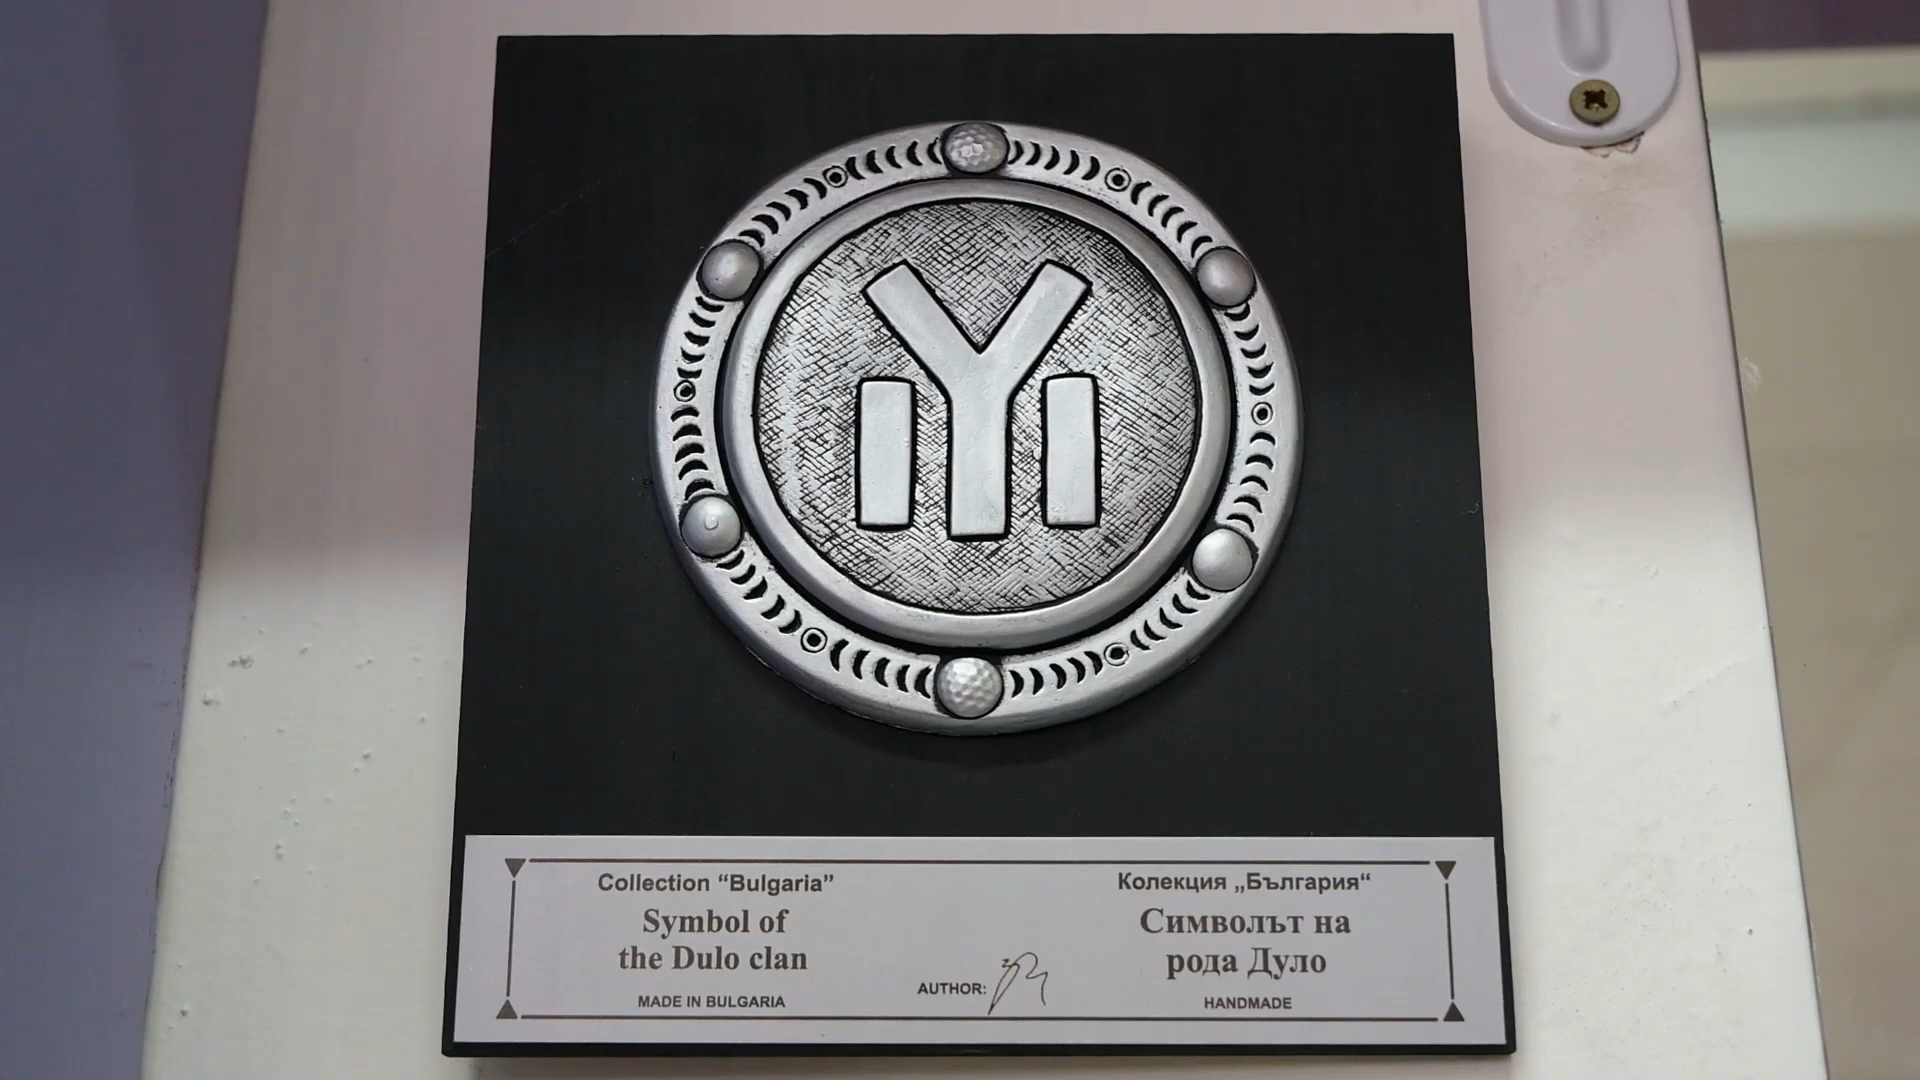 Collection “Bulgaria”
Symbol of
the Dulo clan
MADE IN BULGARIA
AUTHOR:
Колекция „България“
Символът на
рода Дуло
HANDMADE